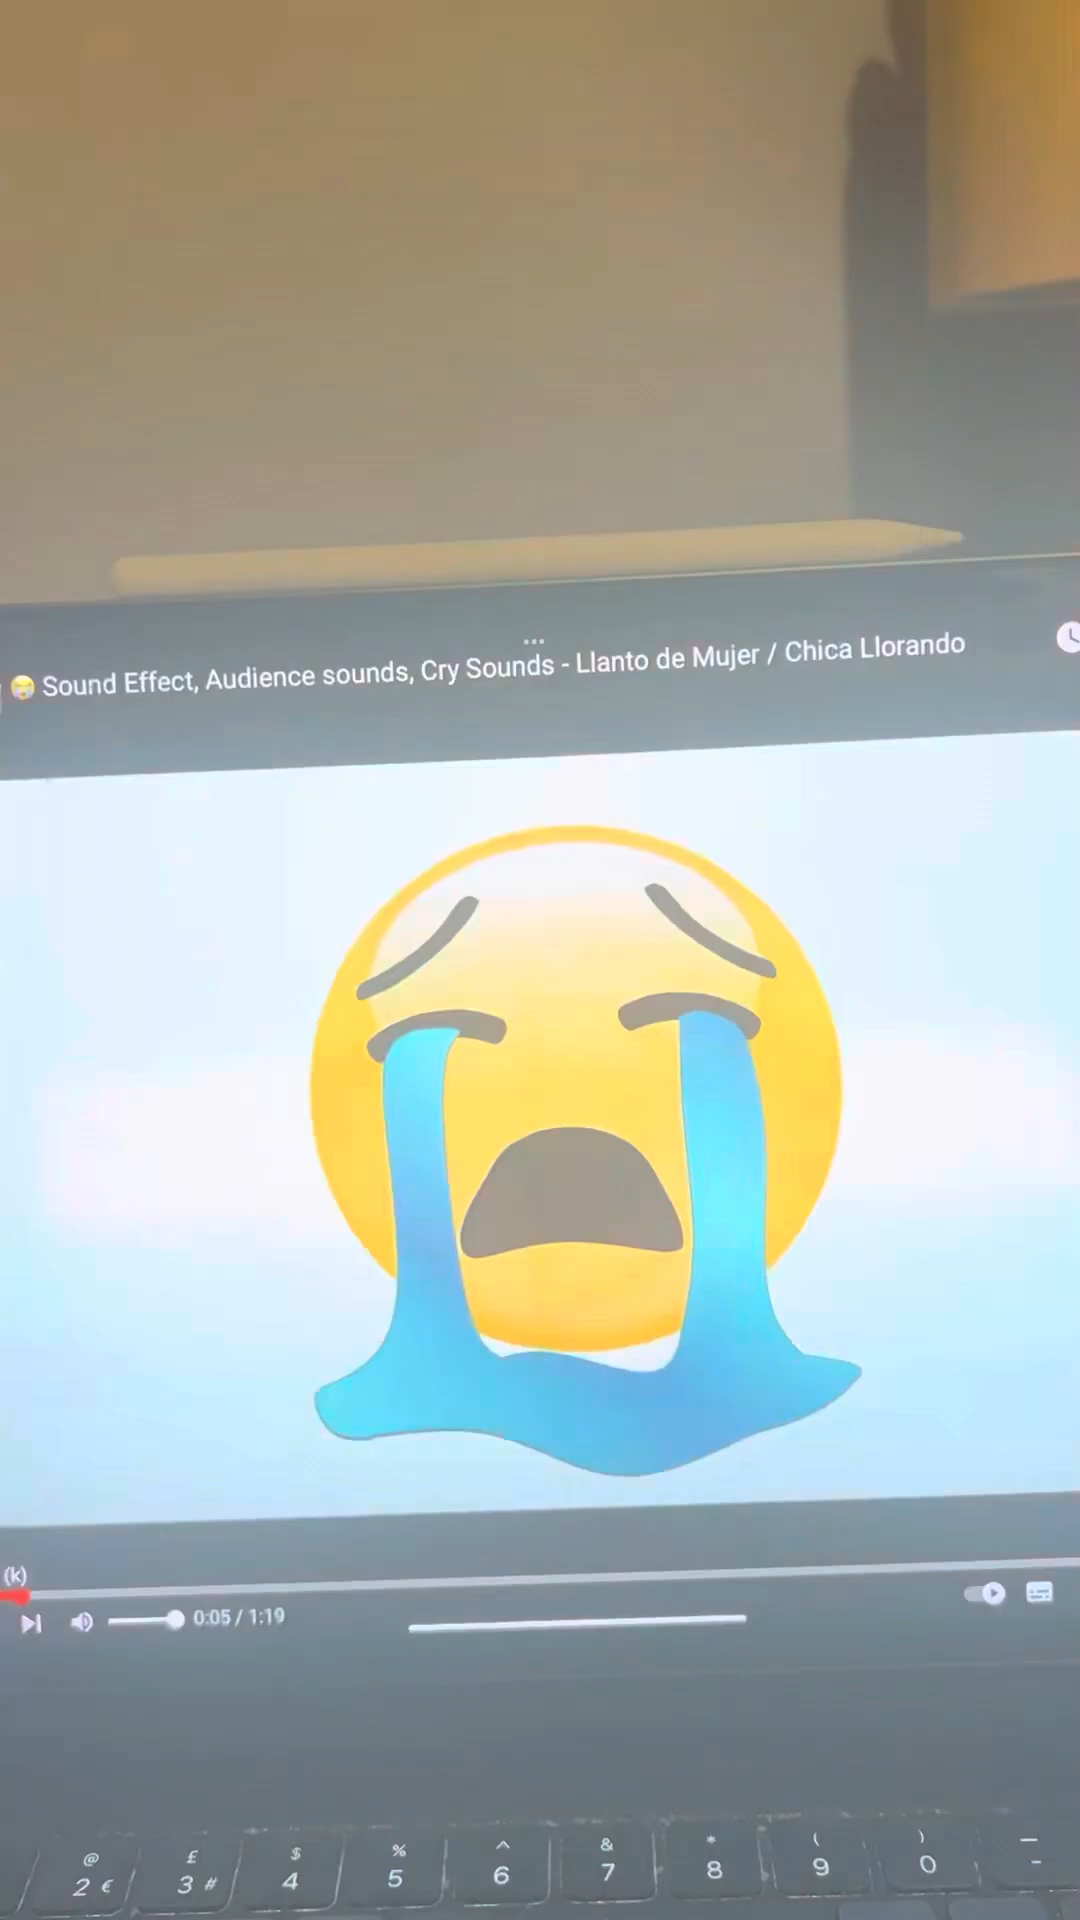 😭 Sound Effect, Audience sounds, Cry Sounds - Llanto de Mujer / Chica Llorando
(k)
0:05 / 1:19
@ £ $ % ^ & * ( ) —
2 € 3 # 4 5 6 7 8 9 0 -